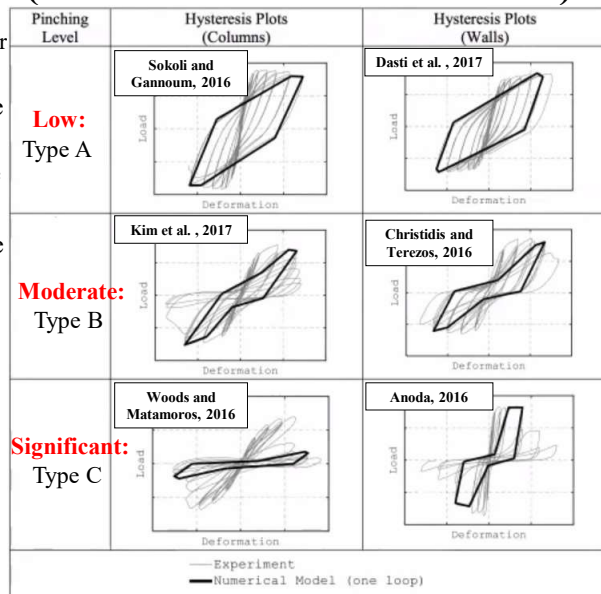 (
)
Pinching
Level
Hysteresis Plots
(Columns)
Hysteresis Plots
(Walls)
r
e
e
Low:
Type A
Sokoli and
Gannoum, 2016
Load
Deformation
Dasti et al. , 2017
Load
Deformation
Moderate:
Type B
Kim et al. , 2017
Load
Deformation
Christidis and
Terezos, 2016
Load
Deformation
Significant:
Type C
Woods and
Matamoros, 2016
Load
Deformation
Anoda, 2016
Load
Deformation
Experiment
Numerical Model (one loop)